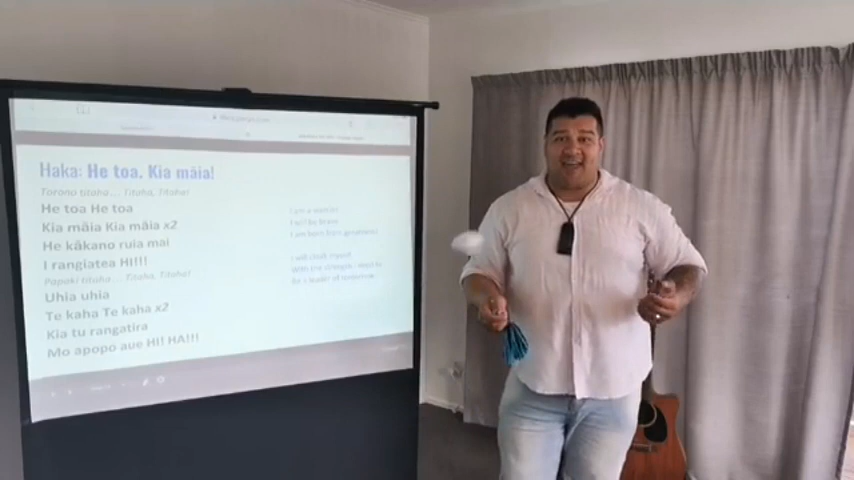 Haka: He toa. Kia māia!
Torono titaha... Titaha, Titaha!
He toa He toa
Kia māia Kia māia x2
He kākano ruia mai
I rangiatea HI!!!
Papaki titaha... Titaha, Titaha!
Uhia uhia
Te kaha Te kaha x2
Kia tu rangatira
Mo apopo aue HI! HA!!!
I am a warrior
I will be brave
I am born from greatness
I will
With the strength I need to
Be a leader of tomorrow